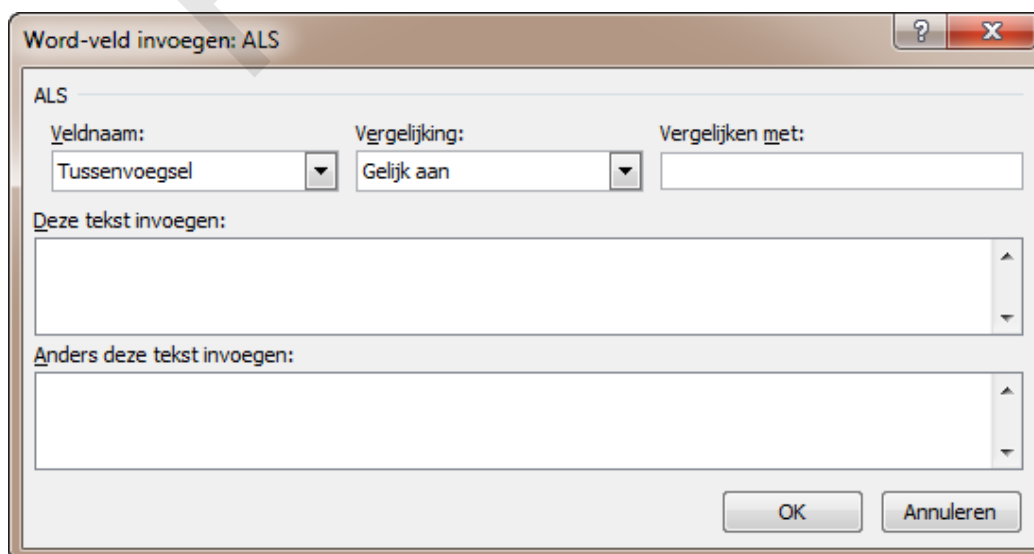 Word-veld invoegen: ALS
ALS
Veldnaam: Vergelijking: Vergelijken met:
Tussenvoegsel Gelijk aan
Deze tekst invoegen:
Anders deze tekst invoegen:
OK Annuleren